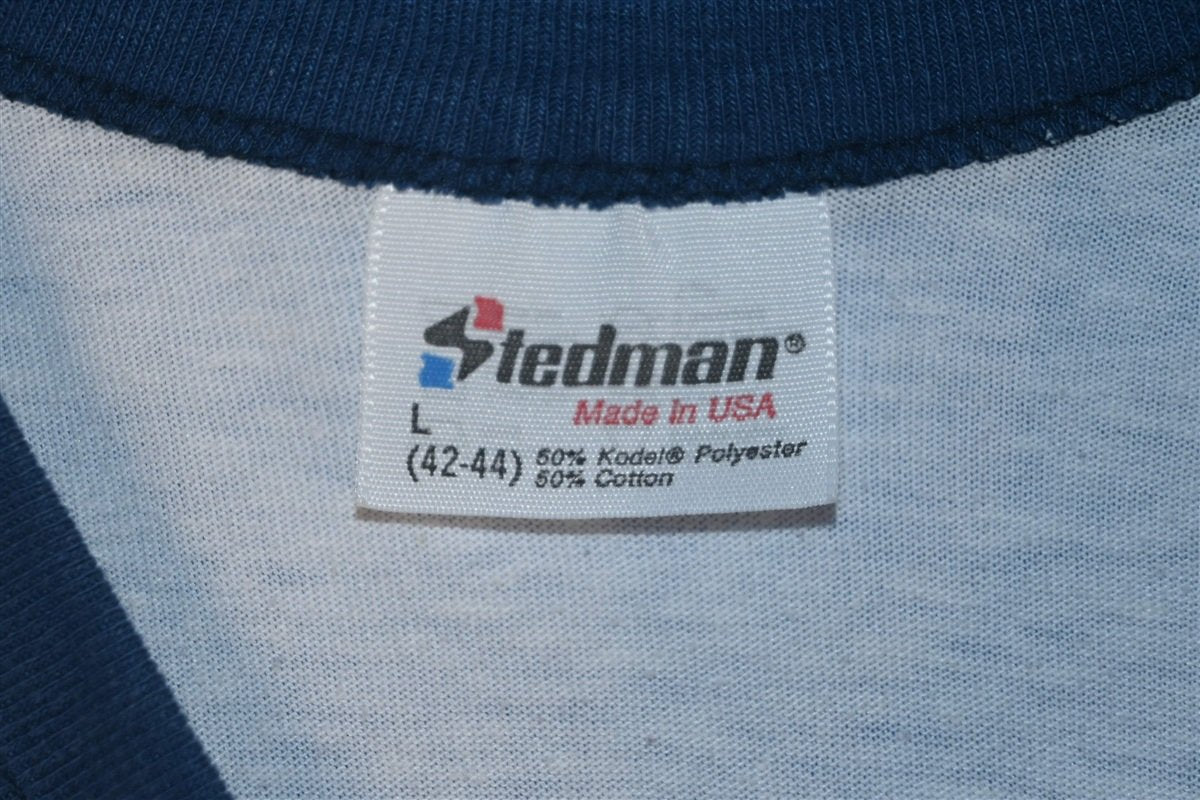 Stedman®
Made in USA
L
(42-44)
50% Kodel® Polyester
50% Cotton